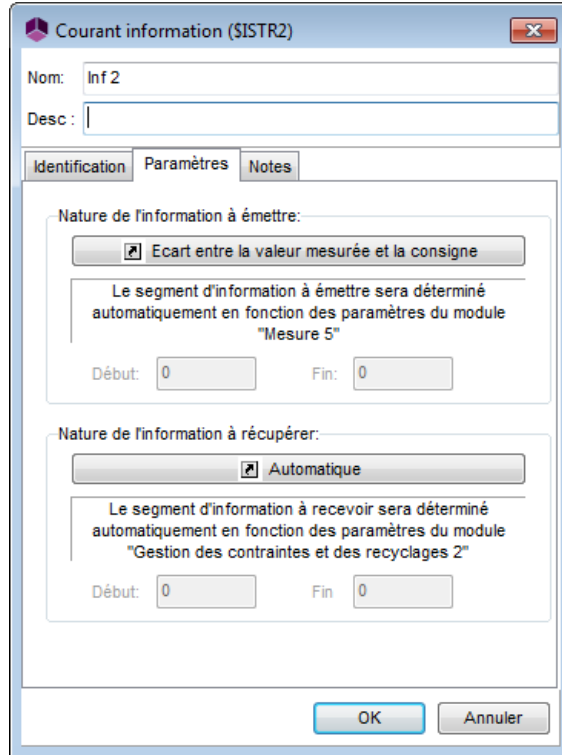 Courant information ($ISTR2)
Nom: Inf 2
Desc :
Identification Paramètres Notes
Nature de l'information à émettre:
Ecart entre la valeur mesurée et la consigne
Le segment d'information à émettre sera déterminé
automatiquement en fonction des paramètres du module
"Mesure 5"
Début: 0 Fin: 0
Nature de l'information à récupérer:
Automatique
Le segment d'information à recevoir sera déterminé
automatiquement en fonction des paramètres du module
"Gestion des contraintes et des recyclages 2"
Début: 0 Fin 0
OK Annuler